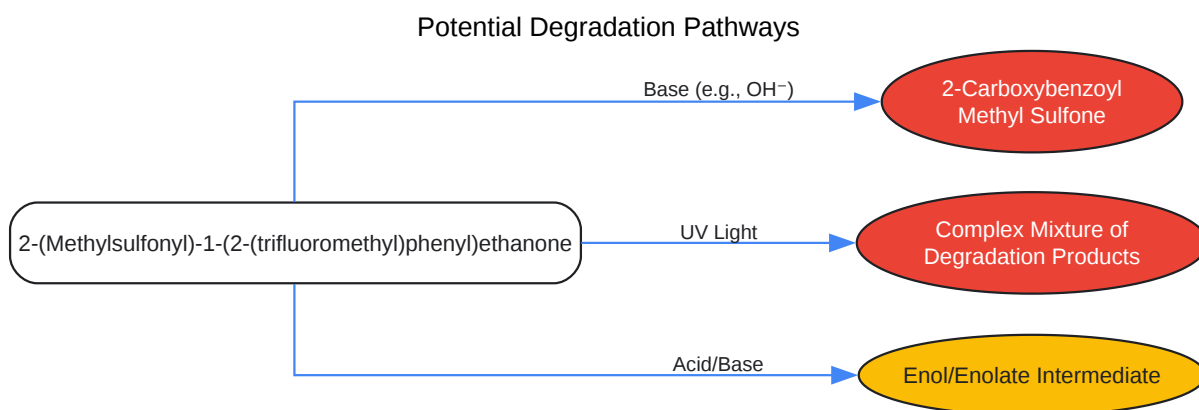 Potential Degradation Pathways
Base (e.g., OH⁻)
2-Carboxybenzoyl
Methyl Sulfone
2-(Methylsulfonyl)-1-(2-(trifluoromethyl)phenyl)ethanone
UV Light
Complex Mixture of
Degradation Products
Acid/Base
Enol/Enolate Intermediate